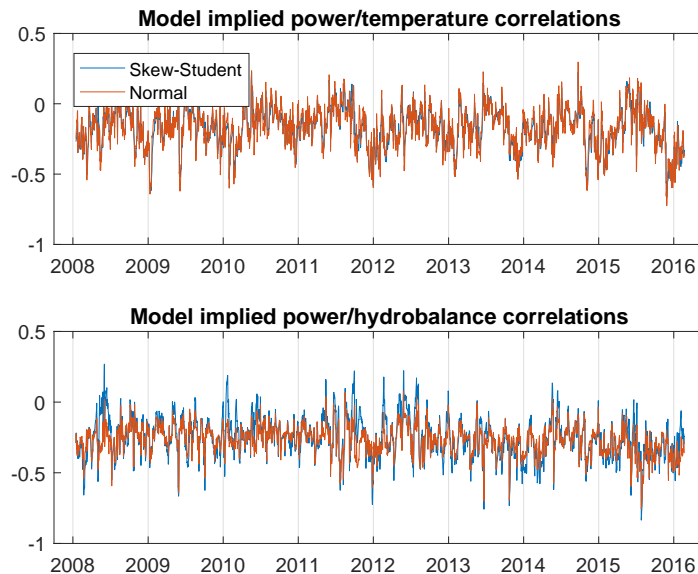 Model implied power/temperature correlations
0.5
Skew-Student
Normal
0
-0.5
-1
2008 2009 2010 2011 2012 2013 2014 2015 2016
Model implied power/hydrobalance correlations
0.5
0
-0.5
-1
2008 2009 2010 2011 2012 2013 2014 2015 2016